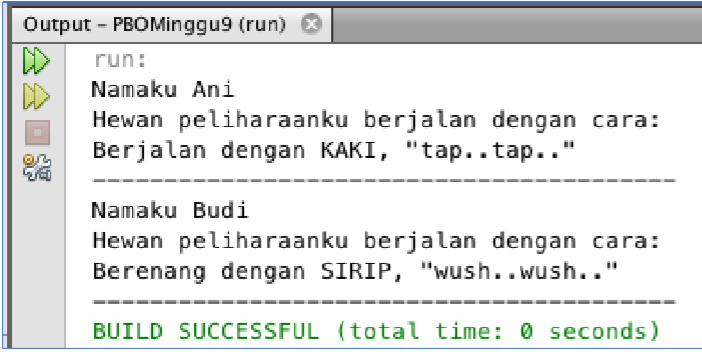 Output – PBOMinggu9 (run)
run:
Namaku Ani
Hewan peliharaanku berjalan dengan cara:
Berjalan dengan KAKI, "tap..tap.."
------------------------------------------
Namaku Budi
Hewan peliharaanku berjalan dengan cara:
Berenang dengan SIRIP, "wush..wush.."
------------------------------------------
BUILD SUCCESSFUL (total time: 0 seconds)